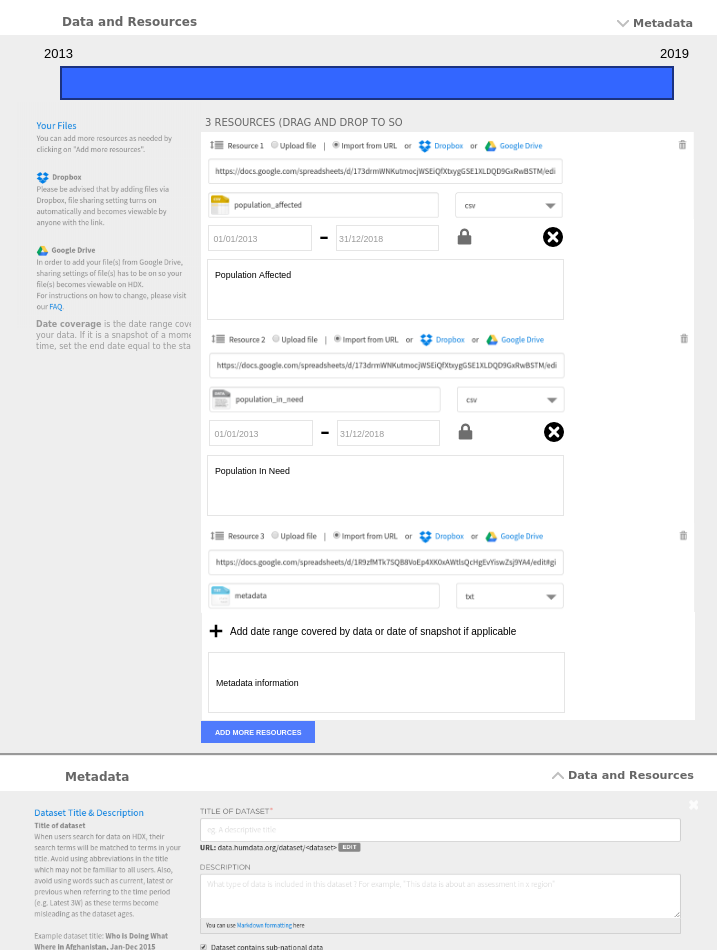 Data and Resources
Metadata
2013
2019
Your Files
You can add more resources as needed by
clicking on "Add more resources".
Dropbox
Please be advised that by adding files via
Dropbox, file sharing setting turns on
automatically and becomes viewable by
anyone with the link.
Google Drive
In order to add your file(s) from Google Drive,
sharing settings of file(s) has to be on so your
file(s) becomes viewable on HDX.
For instructions on how to change, please visit
our FAQ.
Date coverage is the date range cove
your data. If it is a snapshot of a mome
time, set the end date equal to the sta
3 RESOURCES (DRAG AND DROP TO SO
Resource 1 Upload file | Import from URL or Dropbox or Google Drive
https://docs.google.com/spreadsheets/d/173drmWNKutmocjWSEiQfXtxygGSE1XLDQD9GxRwBSTM/edi
population_affected csv
01/01/2013 – 31/12/2018
Population Affected
Resource 2 Upload file | Import from URL or Dropbox or Google Drive
https://docs.google.com/spreadsheets/d/173drmWNKutmocjWSEiQfXtxygGSE1XLDQD9GxRwBSTM/edi
population_in_need csv
01/01/2013 – 31/12/2018
Population In Need
Resource 3 Upload file | Import from URL or Dropbox or Google Drive
https://docs.google.com/spreadsheets/d/1R9zfMTk7SQB8VoEp4XK0xAWtlsQcHgEvYiswZsj9YA4/edit#gi
metadata txt
+ Add date range covered by data or date of snapshot if applicable
Metadata information
ADD MORE RESOURCES
Metadata
Data and Resources
Dataset Title & Description
Title of dataset
When users search for data on HDX, their
search terms will be matched to terms in your
title. Avoid using abbreviations in the title
which may not be familiar to all users. Also,
avoid using words such as current, latest or
previous when referring to the time period
(e.g. Latest 3W) as these terms become
misleading as the dataset ages.
Example dataset title: Who Is Doing What
Where In Afghanistan, Jan-Dec 2015
TITLE OF DATASET*
eg. A descriptive title
URL: data.humdata.org/dataset/<dataset> EDIT
DESCRIPTION
What type of data is included in this dataset ? For example, "This data is about an assessment in x region"
You can use Markdown formatting here
Dataset contains sub-national data